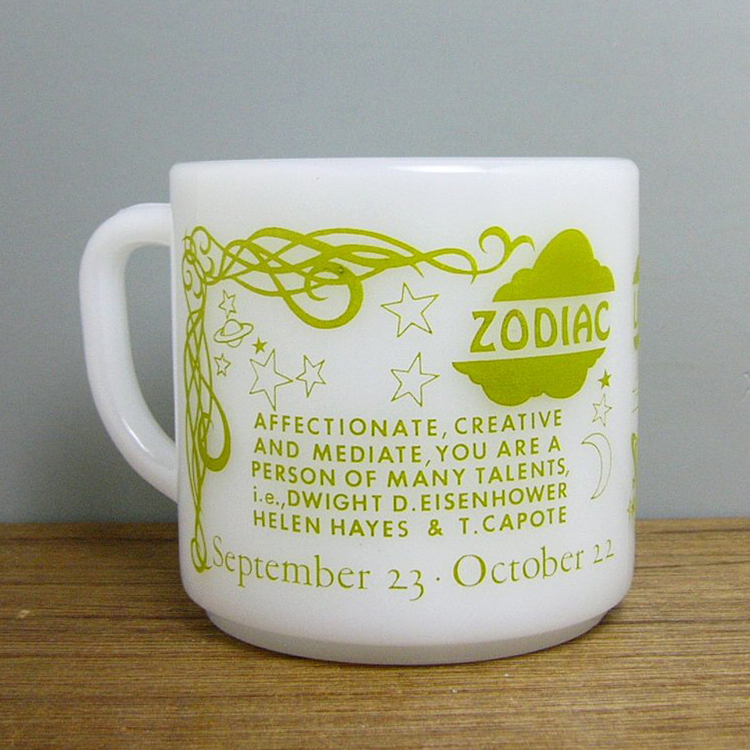 ZODIAC
AFFECTIONATE, CREATIVE
AND MEDIATE, YOU ARE A
PERSON OF MANY TALENTS,
i.e., DWIGHT D. EISENHOWER
HELEN HAYES & T. CAPOTE
September 23 · October 22